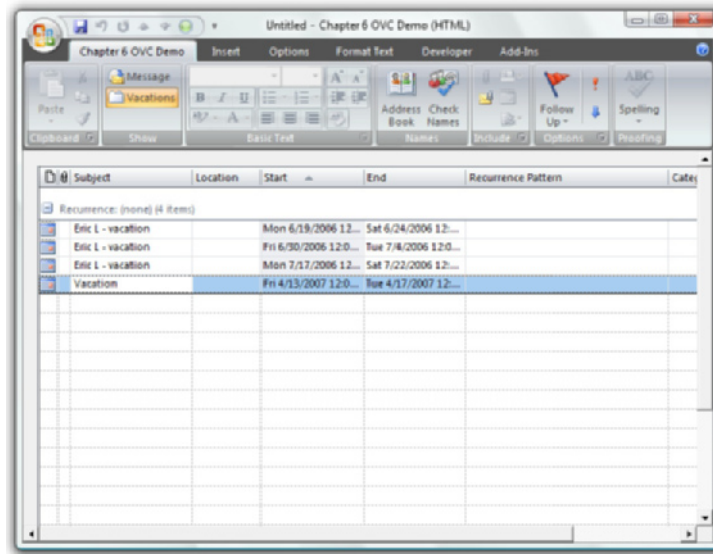 Untitled - Chapter 6 OVC Demo (HTML)
Chapter 6 OVC Demo Insert Options Format Text Developer Add-Ins
Paste
Message
Vacations
B I U
A
Address Book
Check Names
Follow Up
ABC
Spelling
Clipboard Show Basic Text Names Include Options Proofing
Subject Location Start End Recurrence Pattern Categ
Recurrence: (none) (4 items)
Eric L - vacation Mon 6/19/2006 12... Sat 6/24/2006 12:...
Eric L - vacation Fri 6/30/2006 12:0... Tue 7/4/2006 12:0...
Eric L - vacation Mon 7/17/2006 12... Sat 7/22/2006 12:...
Vacation Fri 4/13/2007 12:0... Tue 4/17/2007 12:...